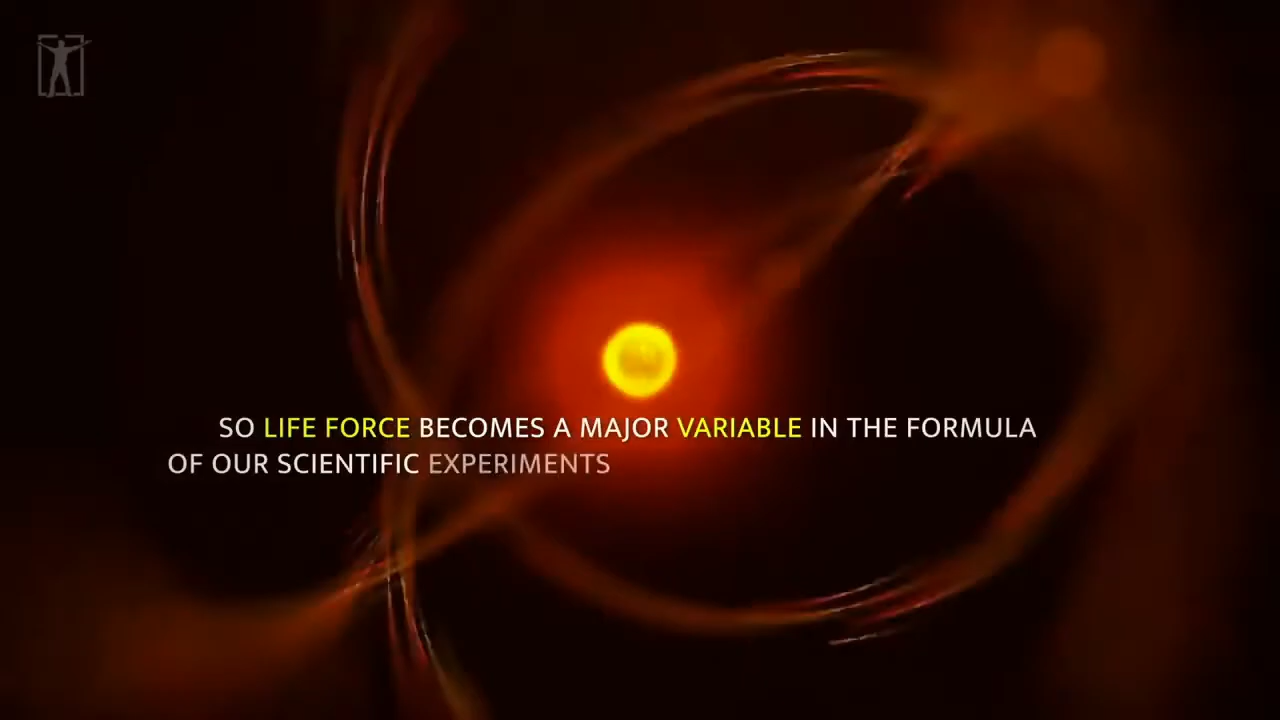 SO LIFE FORCE BECOMES A MAJOR VARIABLE IN THE FORMULA
OF OUR SCIENTIFIC EXPERIMENTS